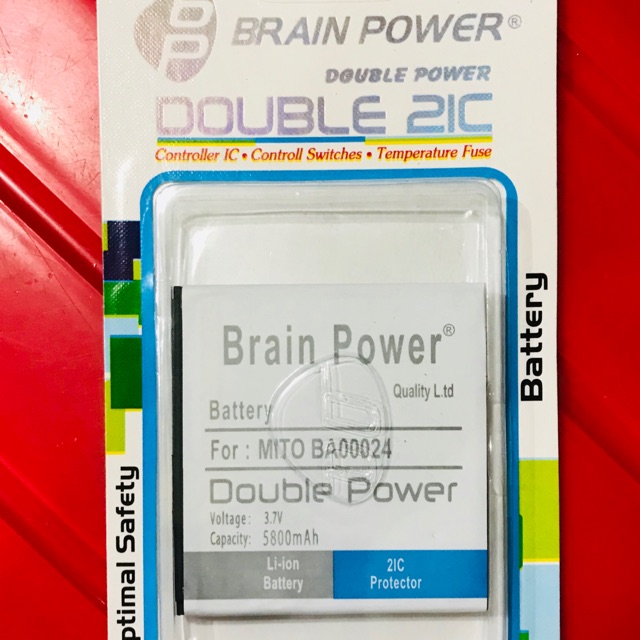 BP
BRAIN POWER®
DOUBLE POWER
DOUBLE 2IC
Controller IC • Controll Switches • Temperature Fuse
Brain Power®
Quality L.td
Battery
For : MITO BA00024
Double Power
Voltage: 3.7V
Capacity: 5800mAh
Li-ion
Battery
2IC
Protector
Battery
Safety